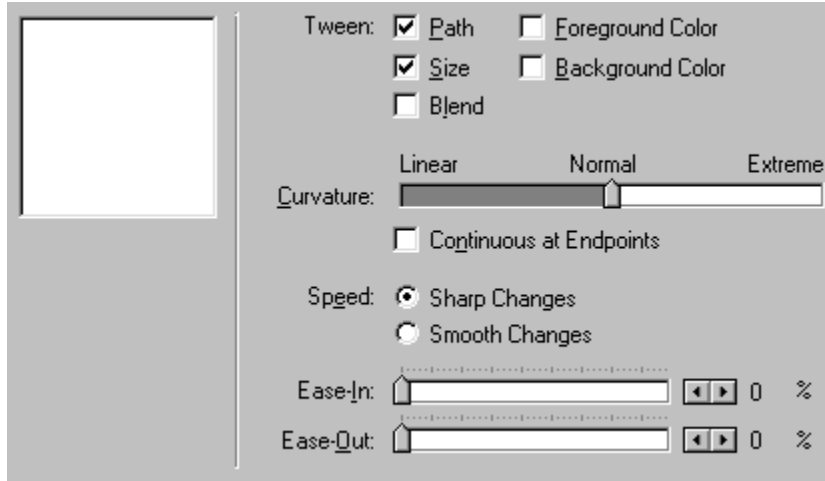 Tween: Path Foreground Color
Size Background Color
Blend
Linear Normal Extreme
Curvature:
Continuous at Endpoints
Speed: Sharp Changes
Smooth Changes
Ease-In: 0 %
Ease-Out: 0 %